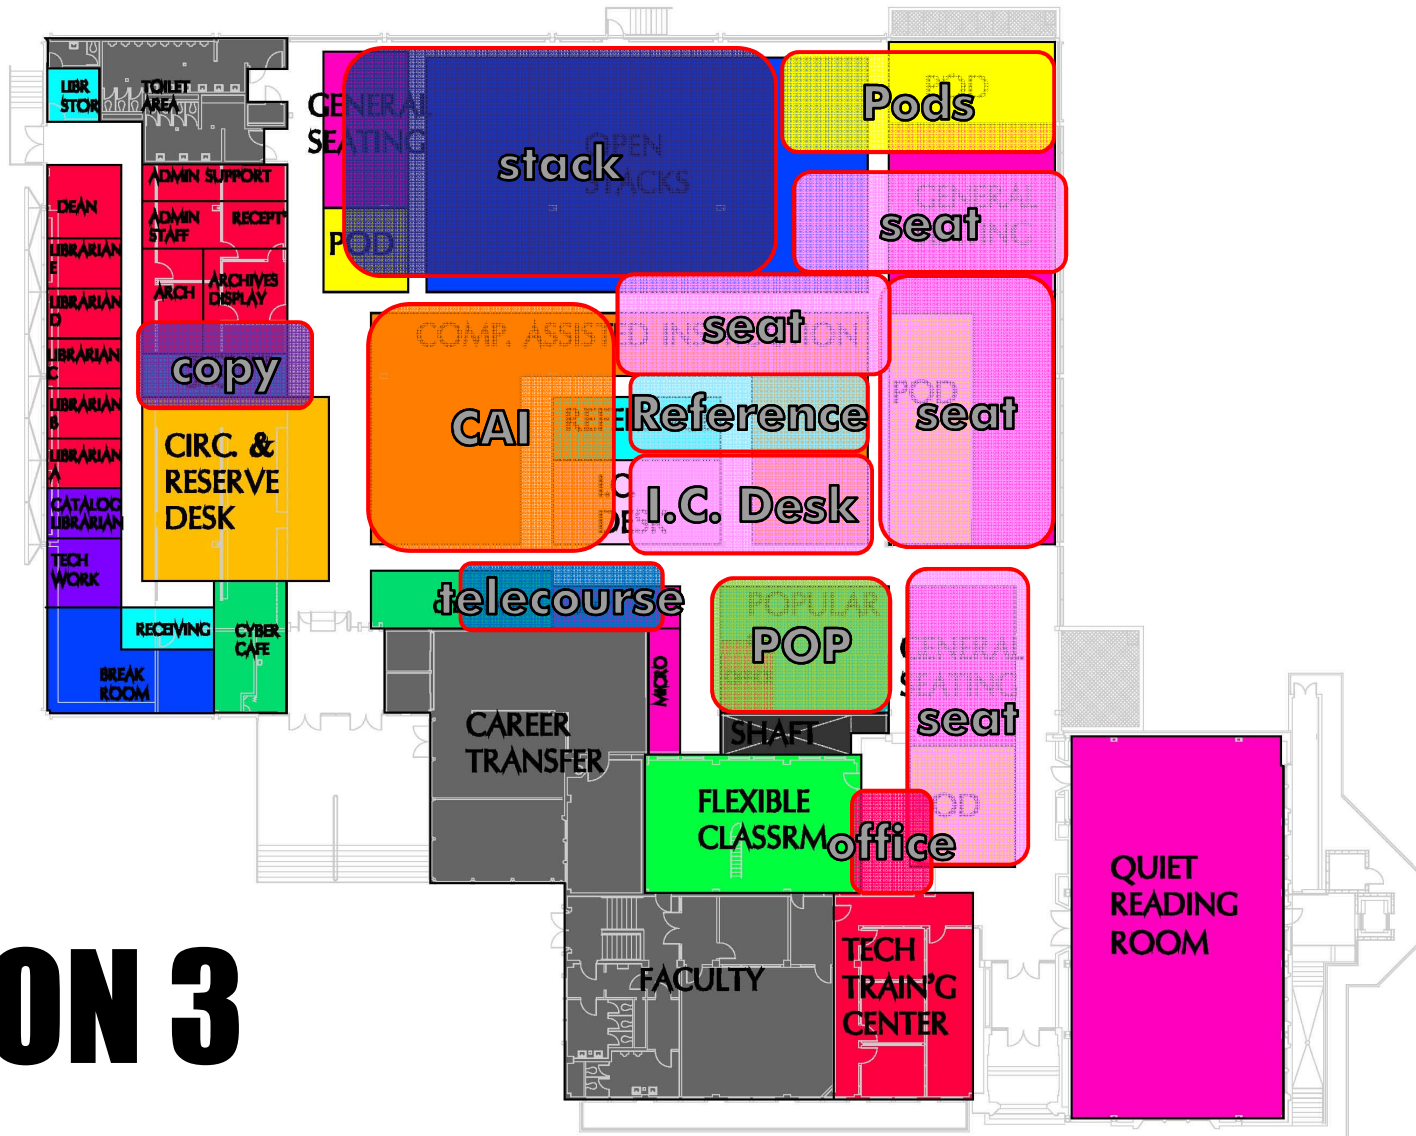 LIBR
STOR
TOILET
AREA
GENERAL
SEATING
OPEN
STACKS
stack
POD
Pods
POD
GENERAL
seat
ADMIN SUPPORT
DEAN
ADMIN
STAFF
RECEPT
LIBRARIAN
E
ARCH
ARCHIVES
DISPLAY
LIBRARIAN
D
LIBRARIAN
C
LIBRARIAN
B
LIBRARIAN
A
copy
CIRC. &
RESERVE
DESK
CATALOG
LIBRARIAN
TECH
WORK
RECEIVING
CYBER
CAFE
BREAK
ROOM
COMP. ASSISTED INSTRUCTION
seat
CAI
Reference
POD
seat
I.C. Desk
telecourse
POPULAR
POP
GENERAL
SEATING
seat
POD
MICRO
CAREER
TRANSFER
SHAFT
FLEXIBLE
CLASSRM
office
FACULTY
TECH
TRAIN'G
CENTER
QUIET
READING
ROOM
ON 3